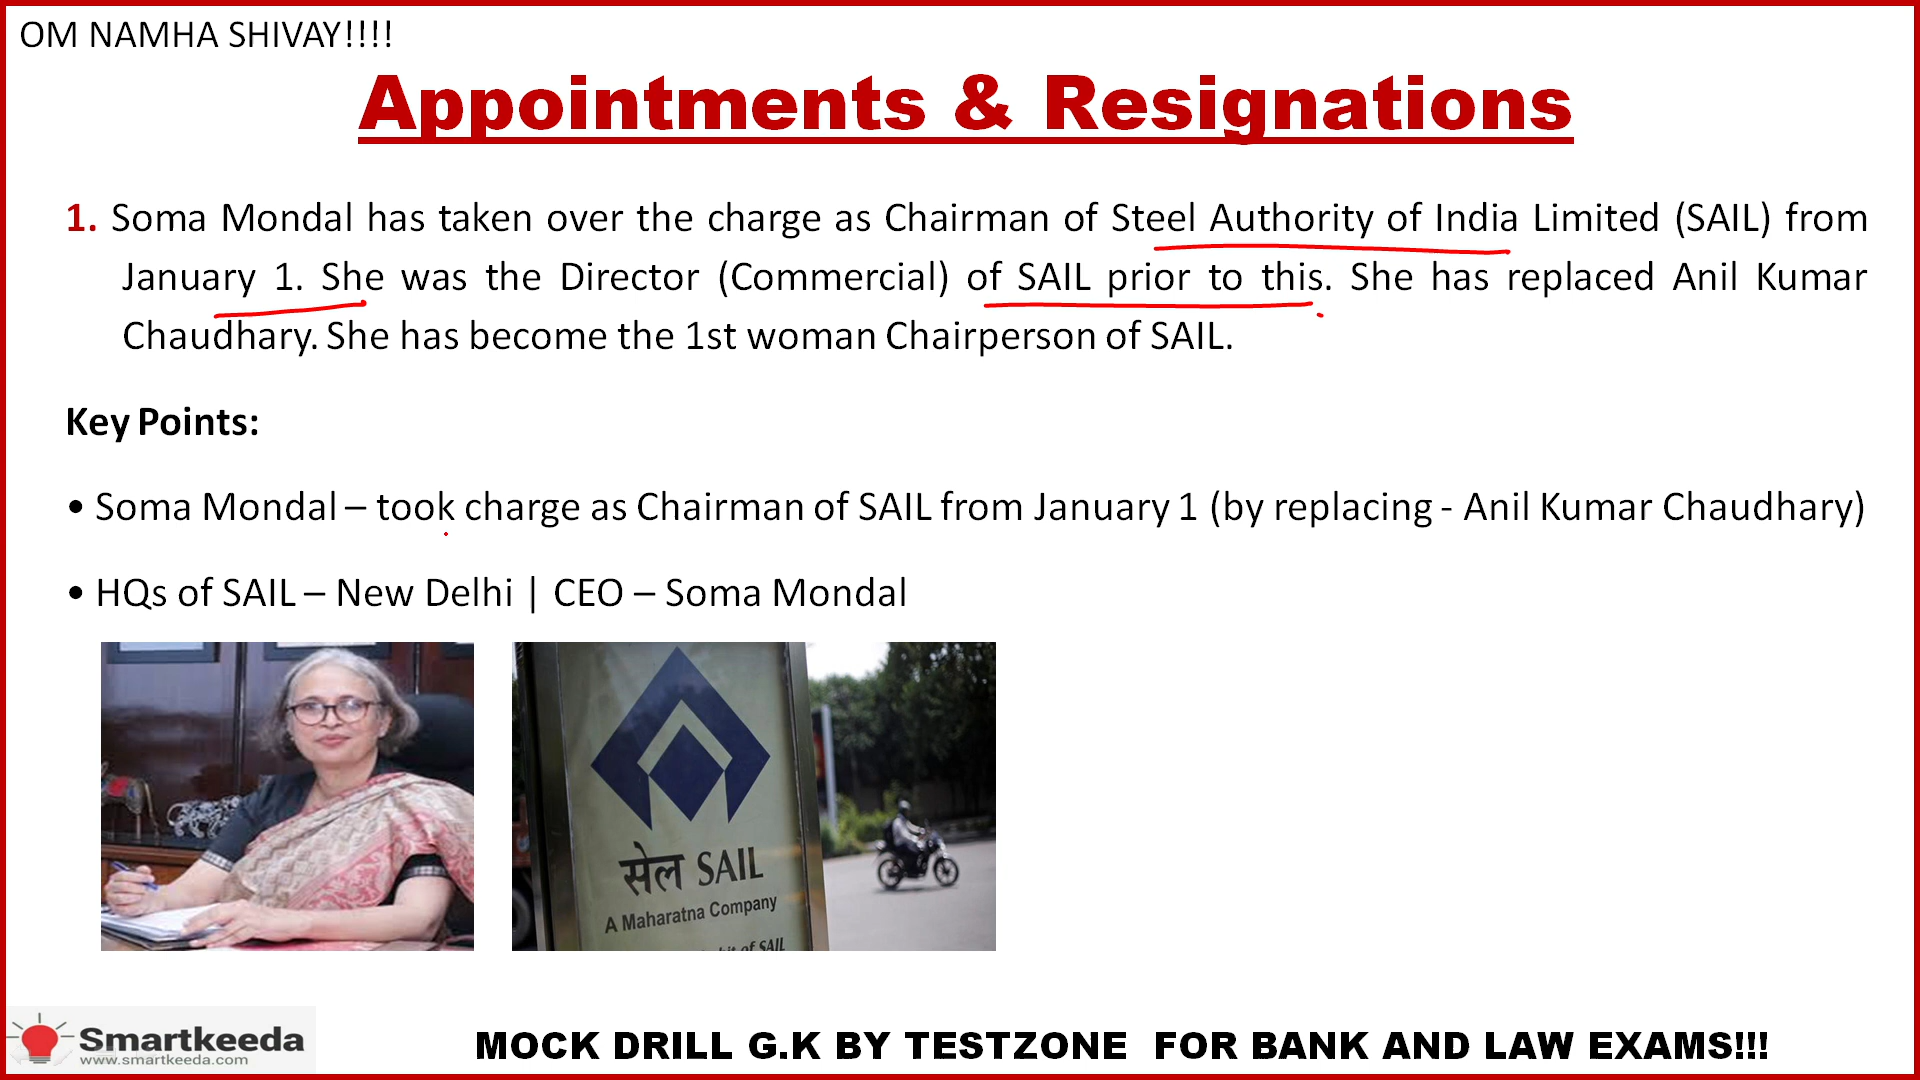 OM NAMHA SHIVAY!!!!
Appointments & Resignations
1. Soma Mondal has taken over the charge as Chairman of Steel Authority of India Limited (SAIL) from
January 1. She was the Director (Commercial) of SAIL prior to this. She has replaced Anil Kumar
Chaudhary. She has become the 1st woman Chairperson of SAIL.
Key Points:
• Soma Mondal – took charge as Chairman of SAIL from January 1 (by replacing - Anil Kumar Chaudhary)
• HQs of SAIL – New Delhi | CEO – Soma Mondal
सेल SAIL
A Maharatna Company
of SAIL
Smartkeeda
www.smartkeeda.com
MOCK DRILL G.K BY TESTZONE FOR BANK AND LAW EXAMS!!!